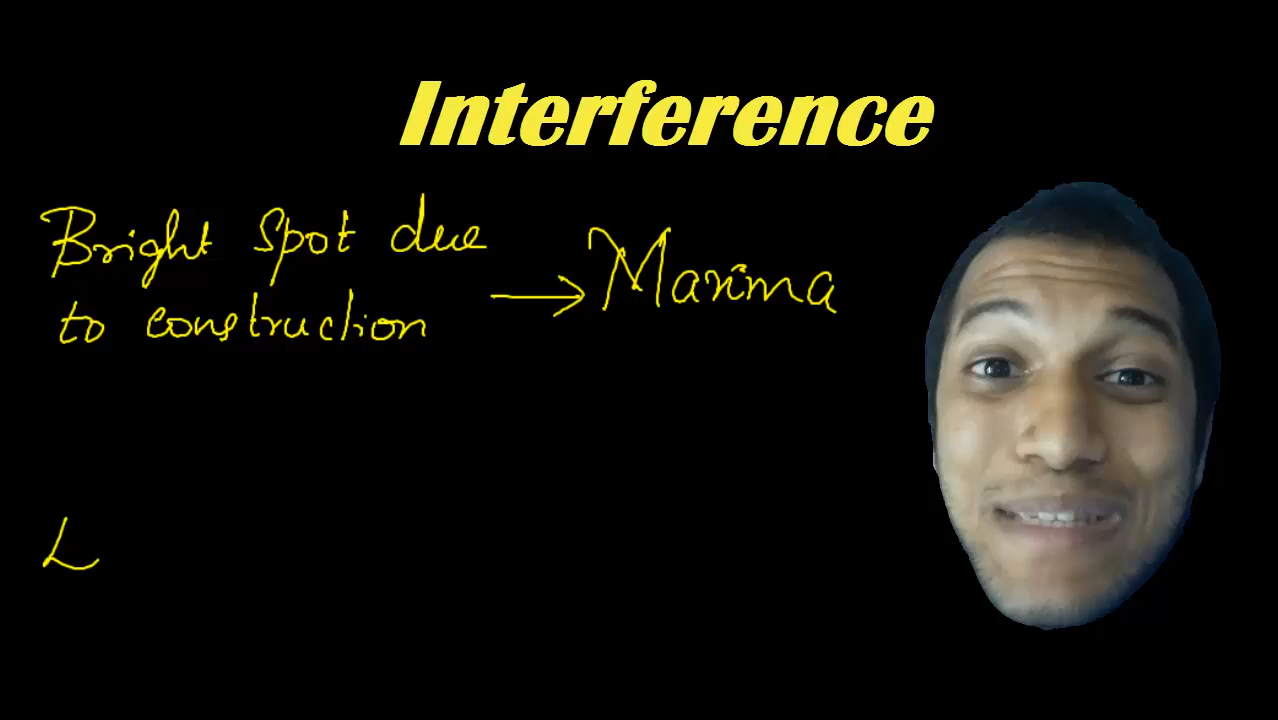 Interference
Bright spot due
to construction
→ Maxima
L